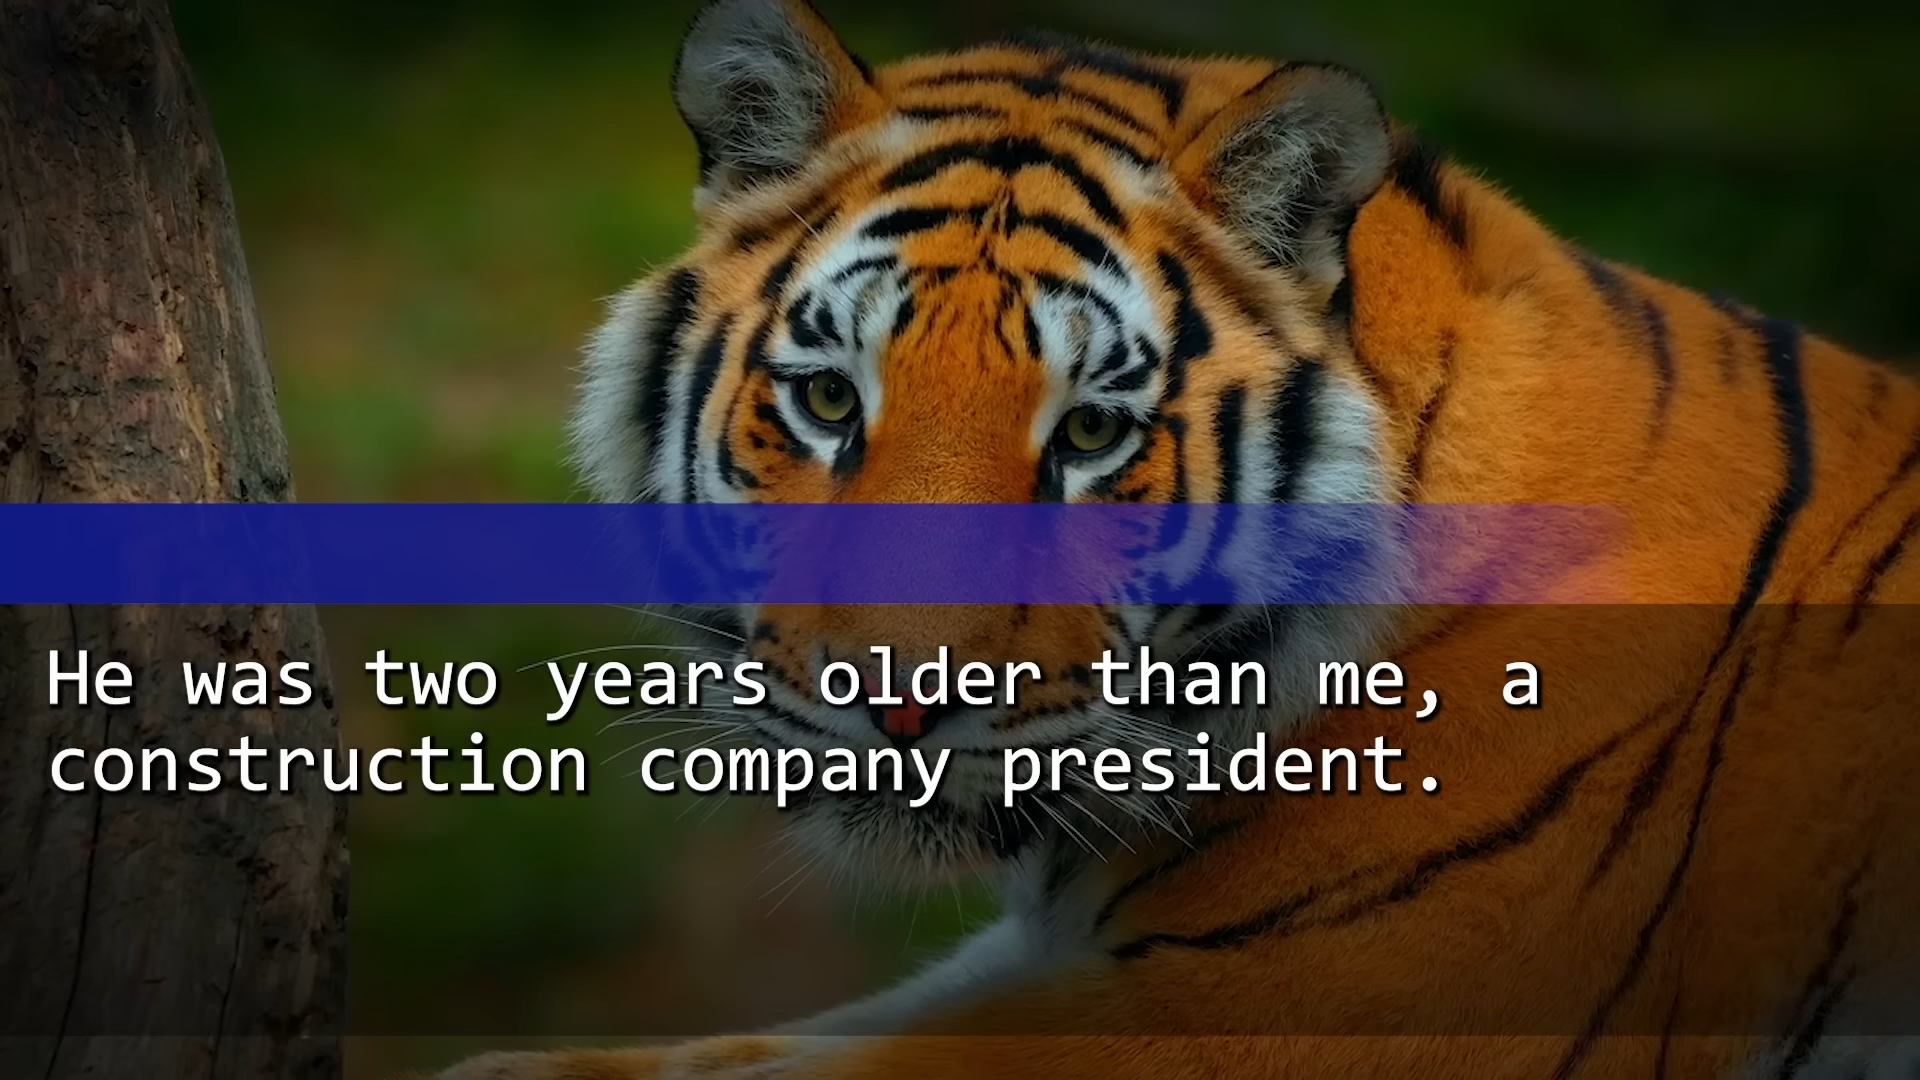 He was two years older than me, a
construction company president.